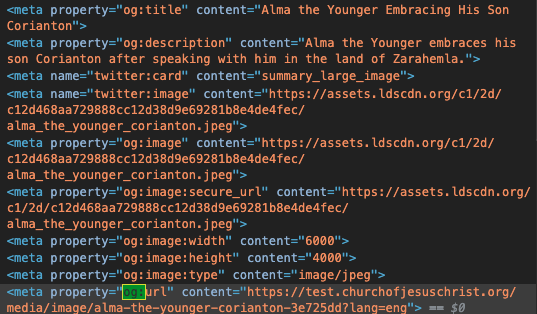 <meta property="og:title" content="Alma the Younger Embracing His Son
Corianton">
<meta property="og:description" content="Alma the Younger embraces his
son Corianton after speaking with him in the land of Zarahemla.">
<meta name="twitter:card" content="summary_large_image">
<meta name="twitter:image" content="https://assets.ldscdn.org/c1/2d/
c12d468aa729888cc12d38d9e69281b8e4de4fec/
alma_the_younger_corianton.jpeg">
<meta property="og:image" content="https://assets.ldscdn.org/c1/2d/
c12d468aa729888cc12d38d9e69281b8e4de4fec/
alma_the_younger_corianton.jpeg">
<meta property="og:image:secure_url" content="https://assets.ldscdn.org/
c1/2d/c12d468aa729888cc12d38d9e69281b8e4de4fec/
alma_the_younger_corianton.jpeg">
<meta property="og:image:width" content="6000">
<meta property="og:image:height" content="4000">
<meta property="og:image:type" content="image/jpeg">
<meta property="og:url" content="https://test.churchofjesuschrist.org/
media/image/alma-the-younger-corianton-3e725dd?lang=eng"> == $0